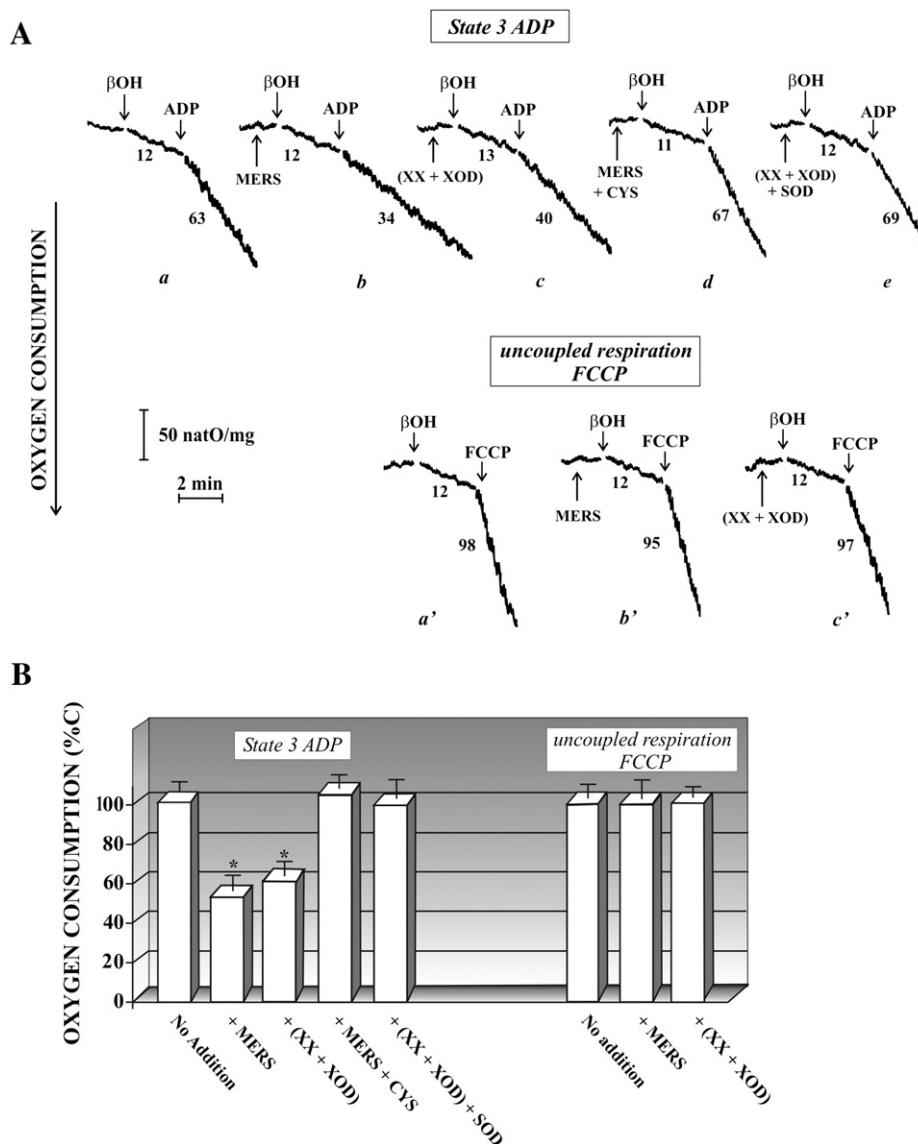 A
State 3 ADP
βOH
ADP
12
63
a
βOH
ADP
MERS
12
34
b
βOH
ADP
(XX + XOD)
13
40
c
βOH
ADP
MERS
+ CYS
11
67
d
βOH
ADP
(XX + XOD)
+ SOD
12
69
e
OXYGEN CONSUMPTION
50 natO/mg
2 min
uncoupled respiration
FCCP
βOH
FCCP
12
98
a’
βOH
FCCP
MERS
12
95
b’
βOH
FCCP
(XX + XOD)
12
97
c’
B
OXYGEN CONSUMPTION (%C)
State 3 ADP
uncoupled respiration
FCCP
100
80
60
40
20
0
*
*
No Addition
+ MERS
+ (XX + XOD)
+ MERS + CYS
+ (XX + XOD) + SOD
No addition
+ MERS
+ (XX + XOD)